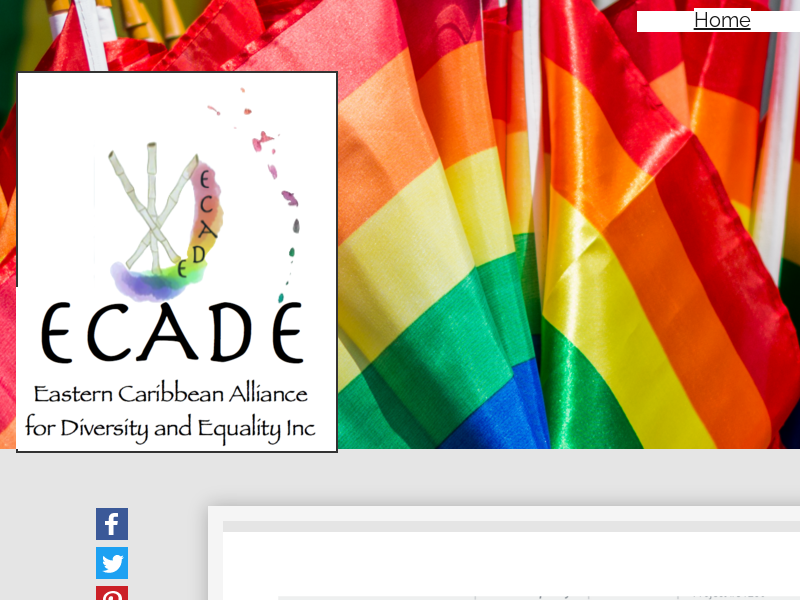 Home
ECADE
ECADE
Eastern Caribbean Alliance
for Diversity and Equality Inc